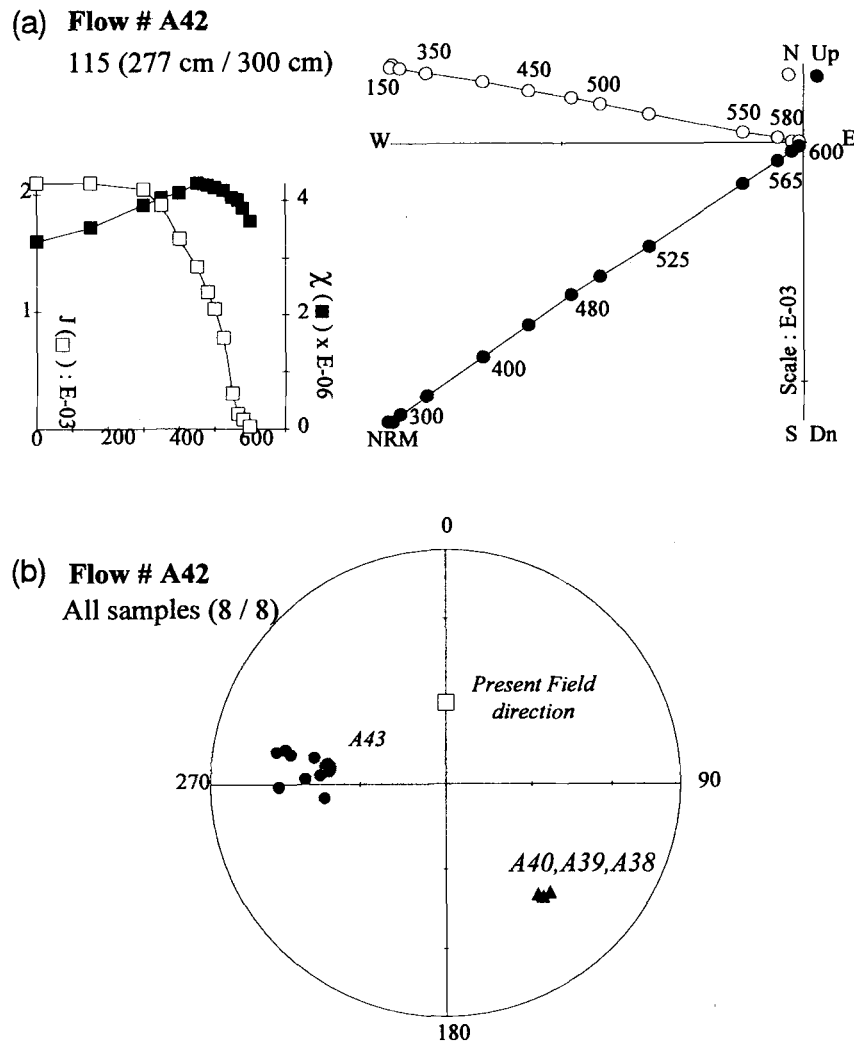 (a) Flow # A42
115 (277 cm / 300 cm)
N Up
350
450
500
150
550
580
W
E
600
565
525
480
400
300
NRM
Scale : E-03
S Dn
2
1
J (□) : E-03
4
2
0
χ (■) x E-06
0 200 400 600
(b) Flow # A42
All samples (8 / 8)
0
Present Field
direction
A43
270
90
A40,A39,A38
180